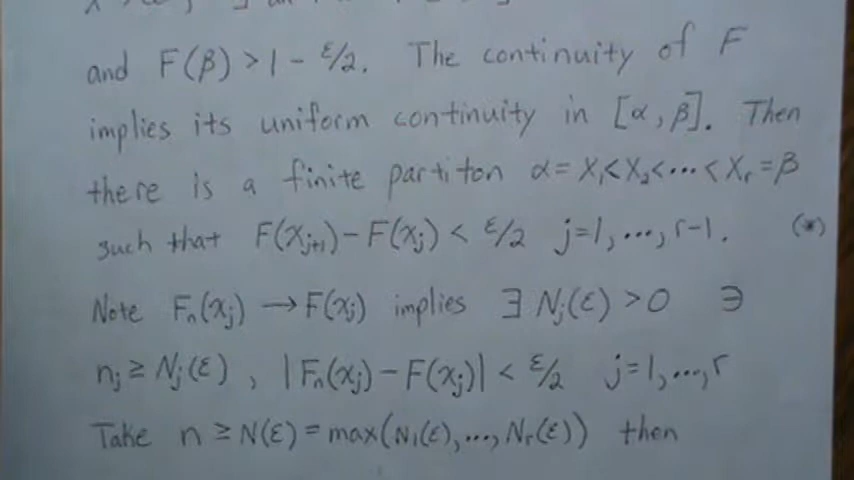 and F(β) > 1 - ε/2. The continuity of F
implies its uniform continuity in [α, β]. Then
there is a finite partiton α = x₁ < x₂ < ... < xᵣ = β
such that F(xⱼ₊₁) - F(xⱼ) < ε/2 j=1, ..., r-1. (*)
Note Fₙ(xⱼ) → F(xⱼ) implies ∃ Nⱼ(ε) > 0 ∋
nⱼ ≥ Nⱼ(ε), |Fₙ(xⱼ) - F(xⱼ)| < ε/2 j=1, ..., r
Take n ≥ N(ε) = max(N₁(ε), ..., Nᵣ(ε)) then